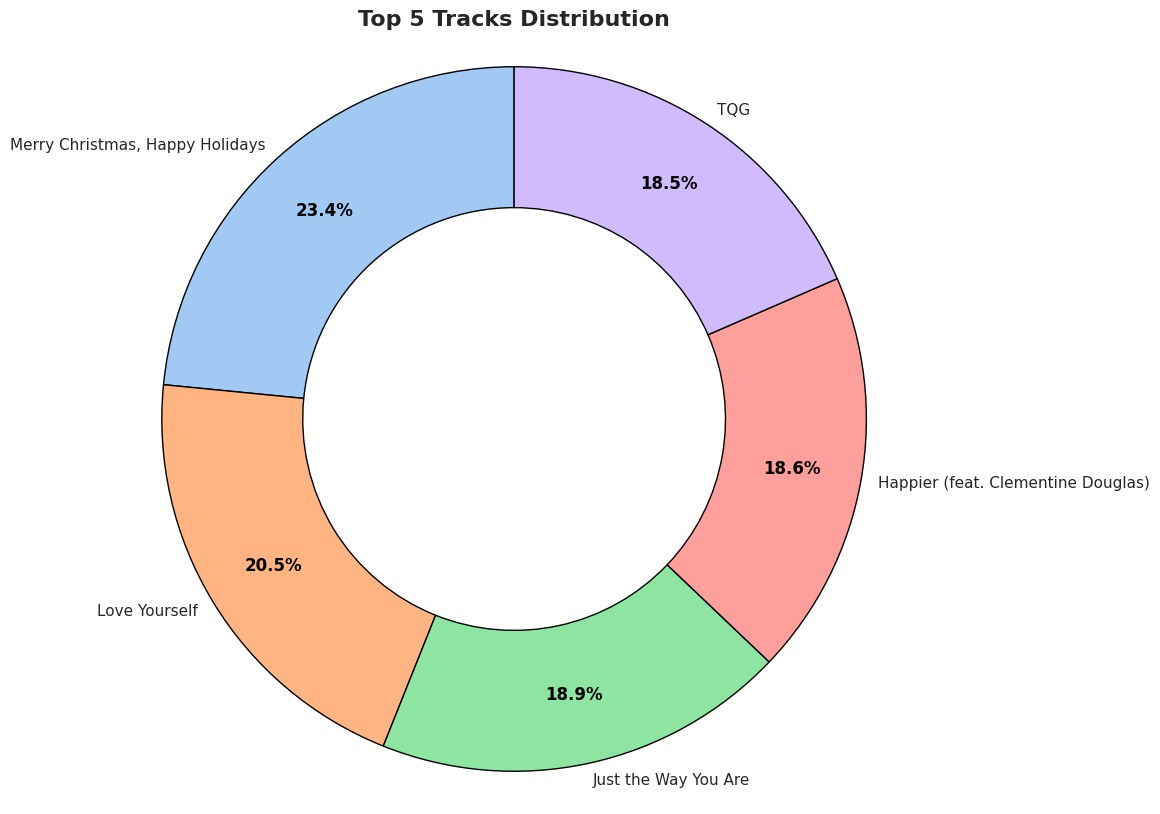 Top 5 Tracks Distribution
TQG
Merry Christmas, Happy Holidays
18.5%
23.4%
18.6%
Happier (feat. Clementine Douglas)
20.5%
Love Yourself
18.9%
Just the Way You Are